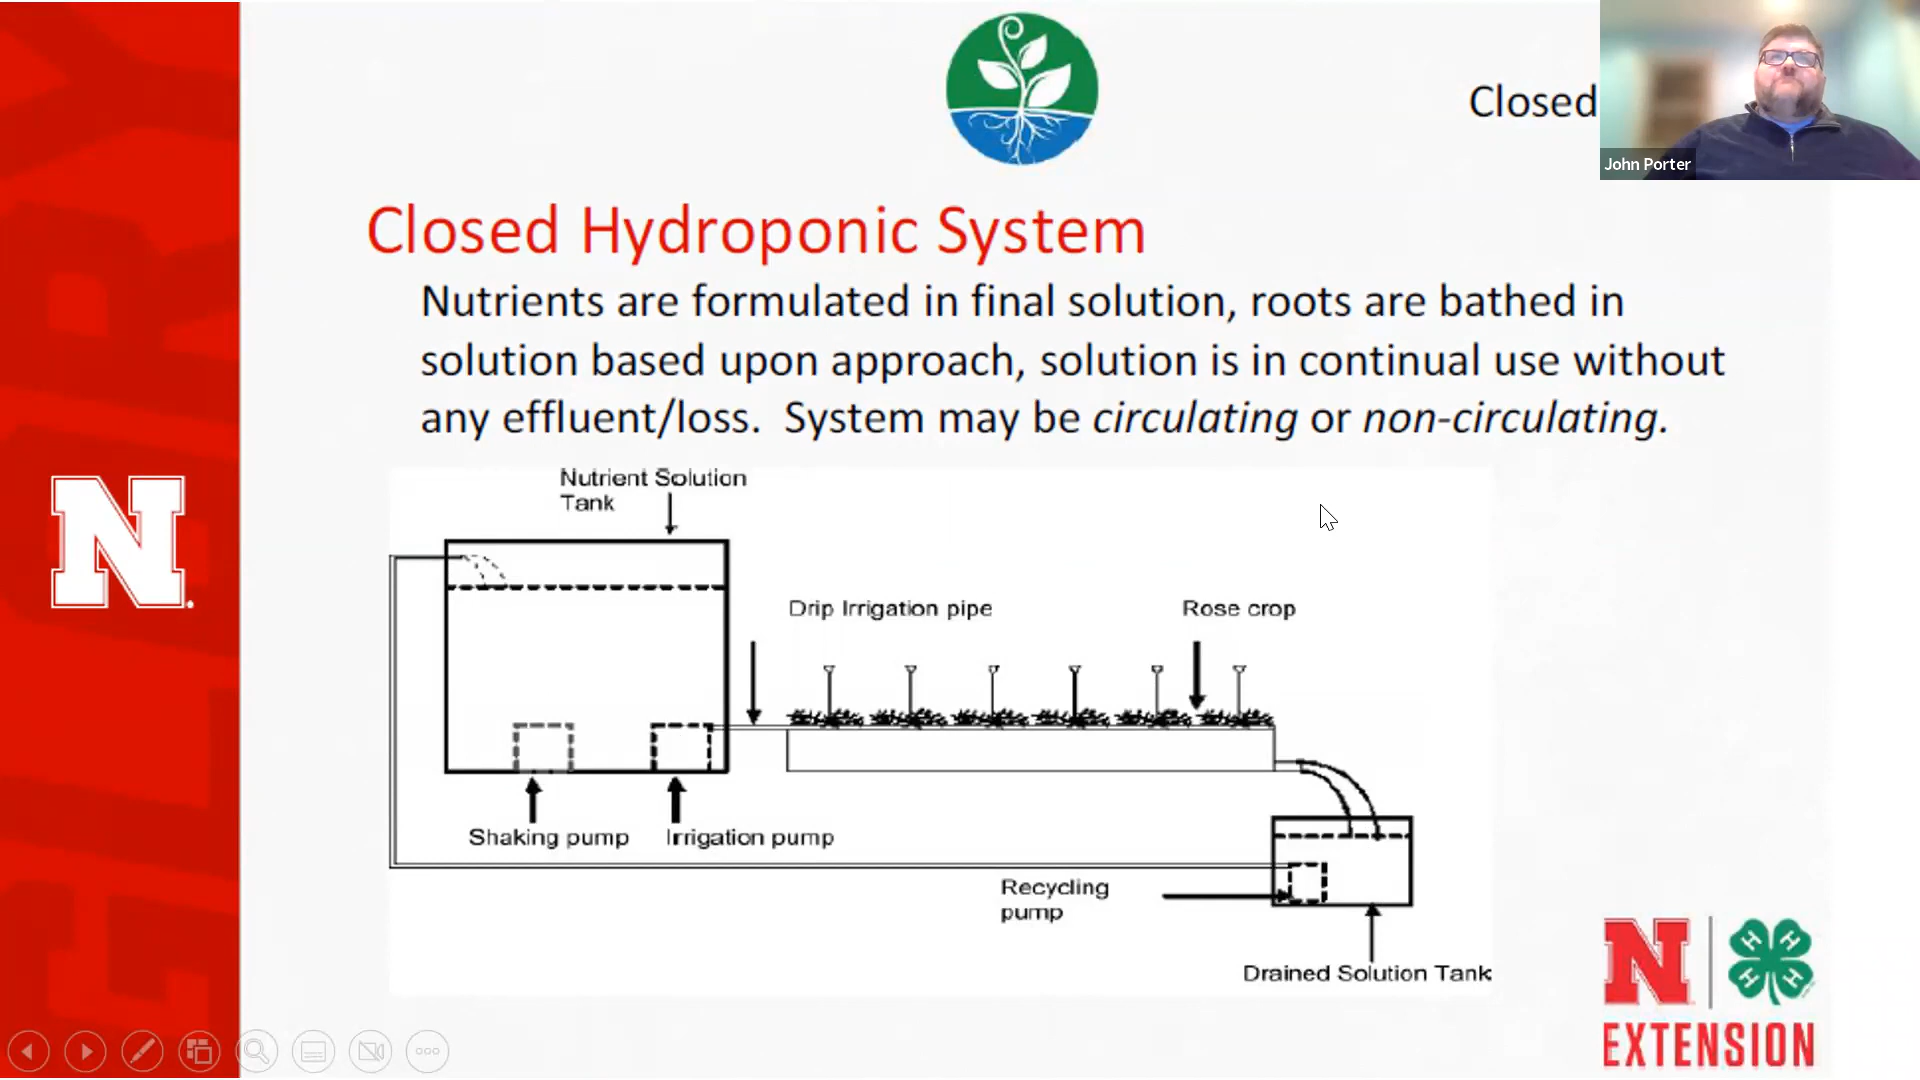 Closed
John Porter
Closed Hydroponic System
Nutrients are formulated in final solution, roots are bathed in
solution based upon approach, solution is in continual use without
any effluent/loss. System may be circulating or non-circulating.
Nutrient Solution
Tank
Drip Irrigation pipe
Rose crop
Shaking pump
Irrigation pump
Recycling
pump
Drained Solution Tank
N
N
H H
H H
EXTENSION